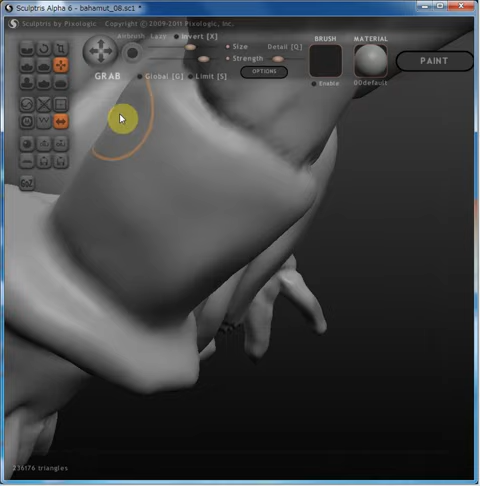 Sculptris Alpha 6 - bahamut_08.sc1 *
Sculptris by Pixologic Copyright © 2009-2011 Pixologic, Inc.
Airbrush Lazy Invert [X]
Size Detail [Q]
Strength
GRAB Global [G] Limit [S]
OPTIONS
BRUSH
Enable
MATERIAL
00default
PAINT
236176 triangles